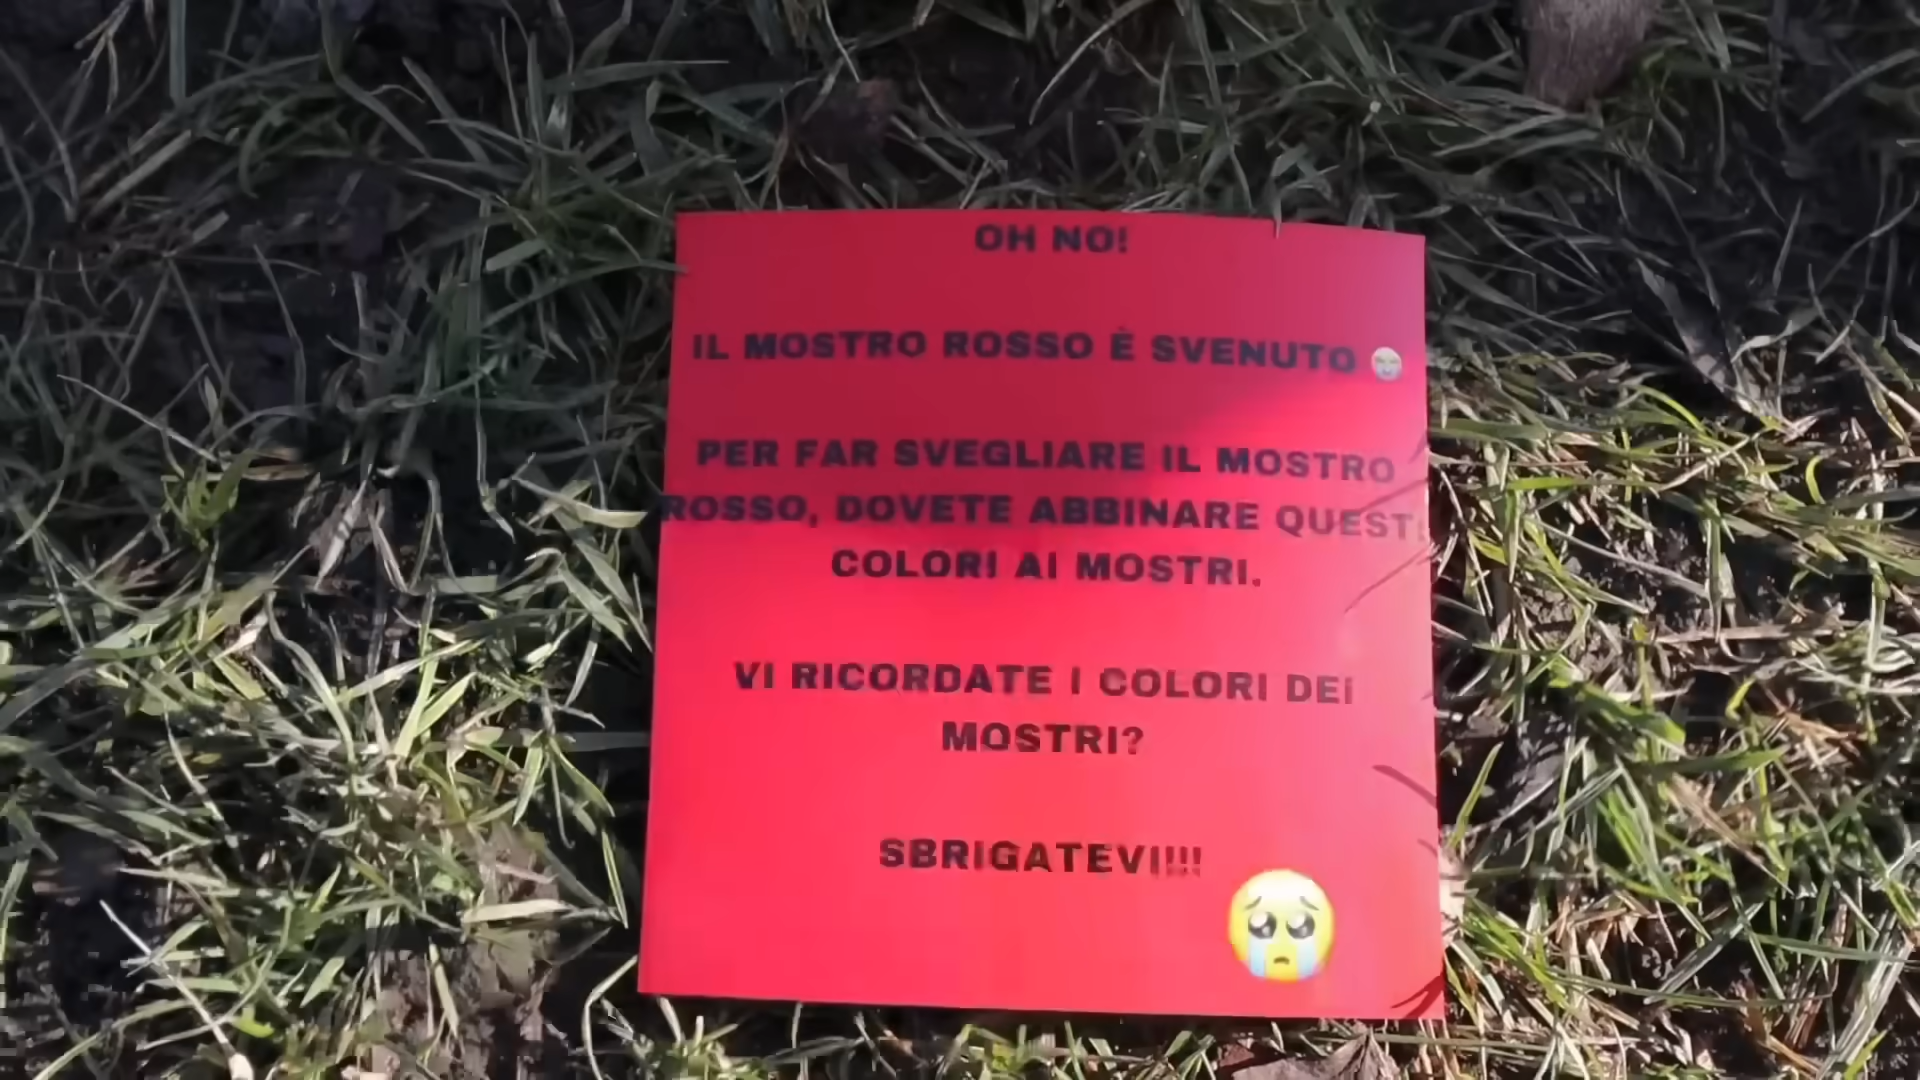 OH NO!
IL MOSTRO ROSSO È SVENUTO 😭
PER FAR SVEGLIARE IL MOSTRO
ROSSO, DOVETE ABBINARE QUESTI
COLORI AI MOSTRI.
VI RICORDATE I COLORI DEI
MOSTRI?
SBRIGATEVI!!!